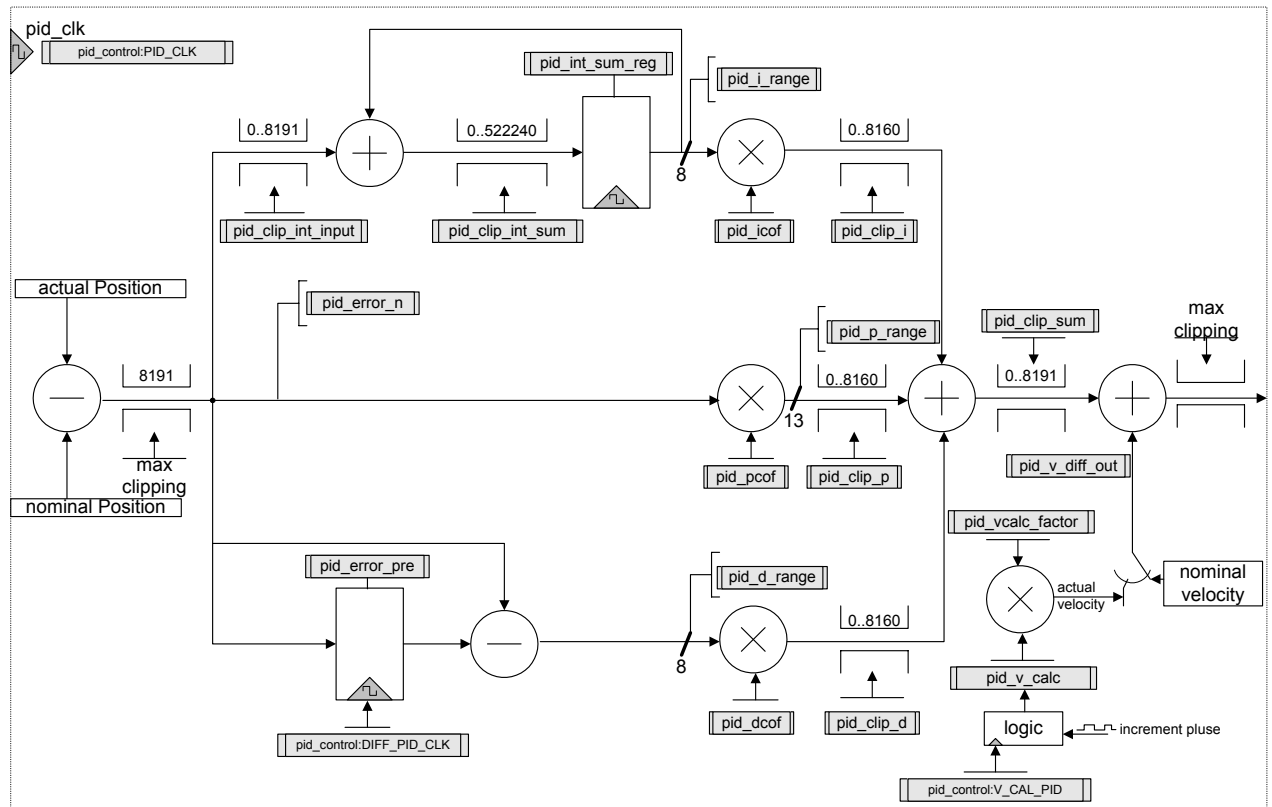 pid_clk
pid_control:PID_CLK
pid_int_sum_reg
pid_i_range
0..8191
0..522240
0..8160
8
pid_clip_int_input
pid_clip_int_sum
pid_icof
pid_clip_i
actual Position
pid_error_n
pid_clip_sum
max
clipping
pid_p_range
8191
0..8160
0..8191
13
max
clipping
pid_pcof
pid_clip_p
pid_v_diff_out
nominal Position
pid_vcalc_factor
pid_error_pre
pid_d_range
nominal
velocity
actual
velocity
0..8160
8
pid_v_calc
pid_dcof
pid_clip_d
logic
increment pluse
pid_control:DIFF_PID_CLK
pid_control:V_CAL_PID